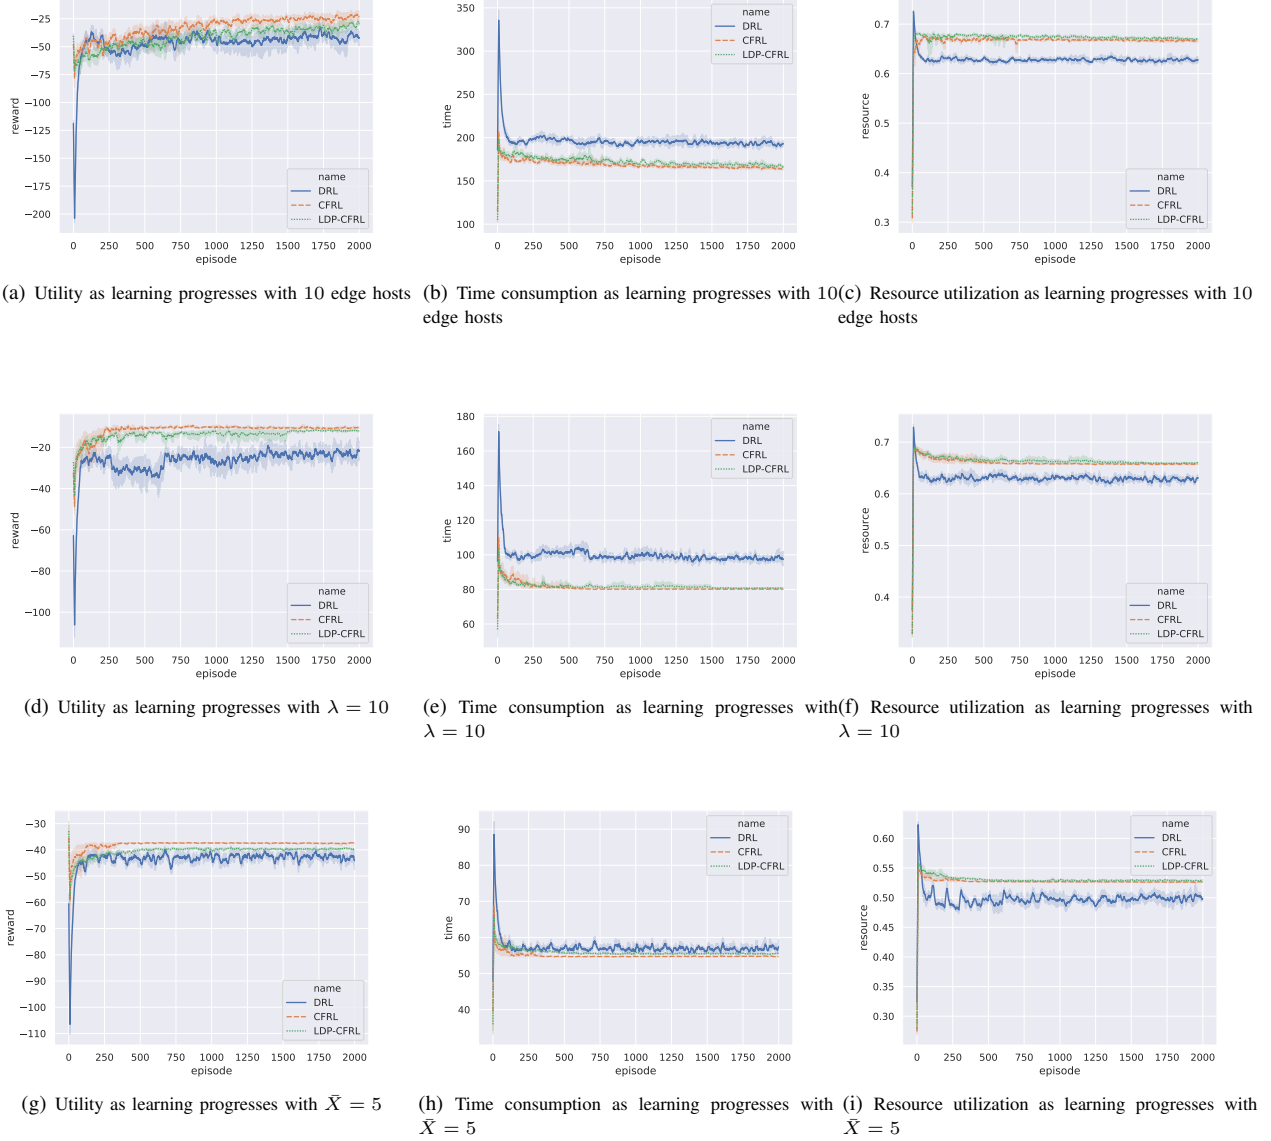 −25
−50
−75
−100
−125
−150
−175
−200
reward
0 250 500 750 1000 1250 1500 1750 2000
episode
name
DRL
CFRL
LDP-CFRL
350
300
250
200
150
100
time
0 250 500 750 1000 1250 1500 1750 2000
episode
name
DRL
CFRL
LDP-CFRL
0.7
0.6
0.5
0.4
0.3
resource
0 250 500 750 1000 1250 1500 1750 2000
episode
name
DRL
CFRL
LDP-CFRL
(a) Utility as learning progresses with 10 edge hosts
(b) Time consumption as learning progresses with 10
edge hosts
(c) Resource utilization as learning progresses with 10
edge hosts
−20
−40
−60
−80
−100
reward
0 250 500 750 1000 1250 1500 1750 2000
episode
name
DRL
CFRL
LDP-CFRL
180
160
140
120
100
80
60
time
0 250 500 750 1000 1250 1500 1750 2000
episode
name
DRL
CFRL
LDP-CFRL
0.7
0.6
0.5
0.4
resource
0 250 500 750 1000 1250 1500 1750 2000
episode
name
DRL
CFRL
LDP-CFRL
(d) Utility as learning progresses with λ = 10
(e) Time consumption as learning progresses with
λ = 10
(f) Resource utilization as learning progresses with
λ = 10
−30
−40
−50
−60
−70
−80
−90
−100
−110
reward
0 250 500 750 1000 1250 1500 1750 2000
episode
name
DRL
CFRL
LDP-CFRL
90
80
70
60
50
40
time
0 250 500 750 1000 1250 1500 1750 2000
episode
name
DRL
CFRL
LDP-CFRL
0.60
0.55
0.50
0.45
0.40
0.35
0.30
resource
0 250 500 750 1000 1250 1500 1750 2000
episode
name
DRL
CFRL
LDP-CFRL
(g) Utility as learning progresses with X̄ = 5
(h) Time consumption as learning progresses with
X̄ = 5
(i) Resource utilization as learning progresses with
X̄ = 5